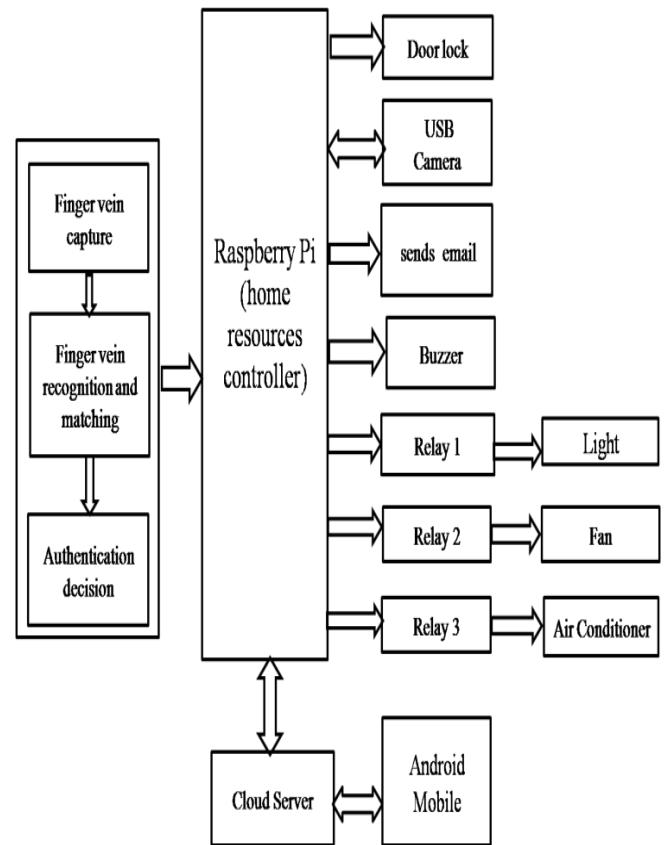 Finger vein
capture
Finger vein
recognition and
matching
Authentication
decision
Raspberry Pi
(home
resources
controller)
Door lock
USB
Camera
sends email
Buzzer
Relay 1
Light
Relay 2
Fan
Relay 3
Air Conditioner
Cloud Server
Android
Mobile